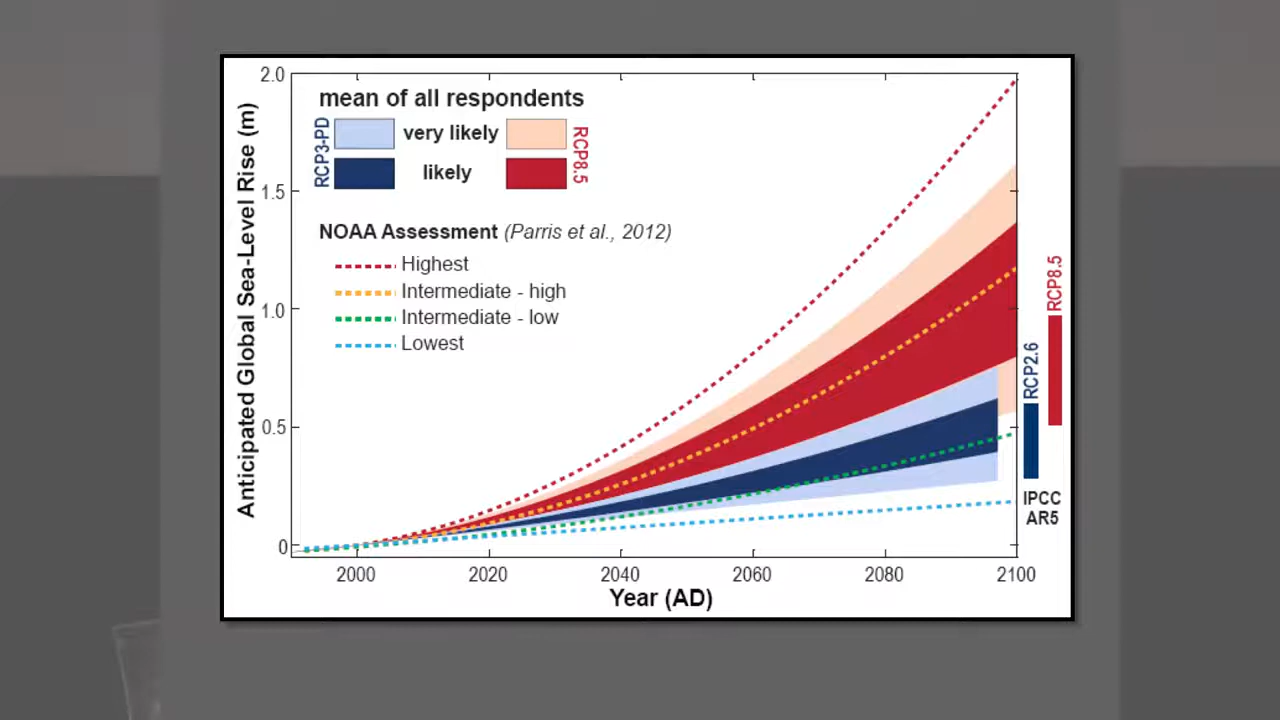 Anticipated Global Sea-Level Rise (m)
2.0
1.5
1.0
0.5
0
mean of all respondents
RCP3-PD
very likely
likely
RCP8.5
NOAA Assessment (Parris et al., 2012)
Highest
Intermediate - high
Intermediate - low
Lowest
RCP2.6
RCP8.5
IPCC
AR5
2000 2020 2040 2060 2080 2100
Year (AD)